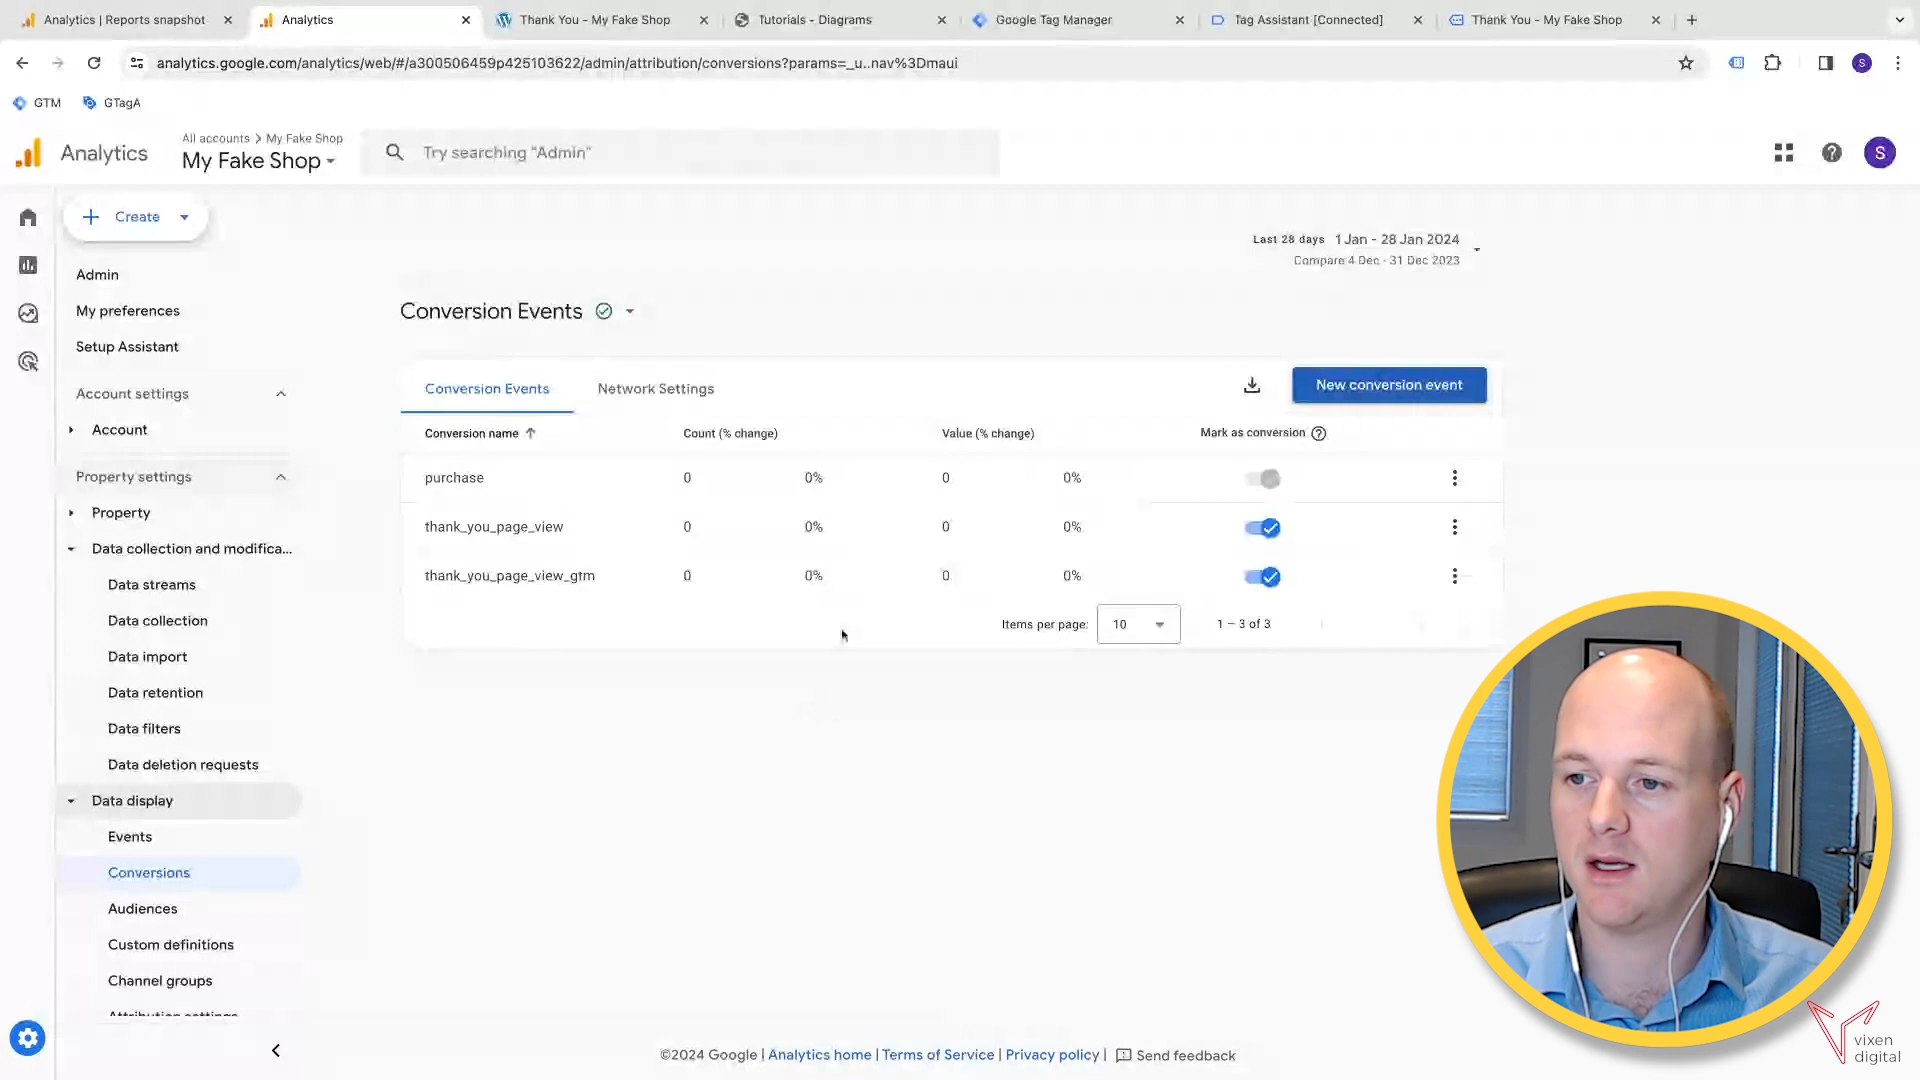 Analytics | Reports snapshot
Analytics
Thank You - My Fake Shop
Tutorials - Diagrams
Google Tag Manager
Tag Assistant [Connected]
Thank You - My Fake Shop
analytics.google.com/analytics/web/#/a300506459p425103622/admin/attribution/conversions?params=_u..nav%3Dmaui
S
GTM
GTagA
Analytics
All accounts > My Fake Shop
My Fake Shop
Try searching "Admin"
S
Create
Last 28 days 1 Jan - 28 Jan 2024
Compare 4 Dec - 31 Dec 2023
Admin
My preferences
Setup Assistant
Account settings
Account
Property settings
Property
Data collection and modifica...
Data streams
Data collection
Data import
Data retention
Data filters
Data deletion requests
Data display
Events
Conversions
Audiences
Custom definitions
Channel groups
Attribution settings
Conversion Events
Conversion Events Network Settings New conversion event
Conversion name Count (% change) Value (% change) Mark as conversion
purchase 0 0% 0 0%
thank_you_page_view 0 0% 0 0%
thank_you_page_view_gtm 0 0% 0 0%
Items per page: 10 1 – 3 of 3
©2024 Google | Analytics home | Terms of Service | Privacy policy | Send feedback
vixen
digital